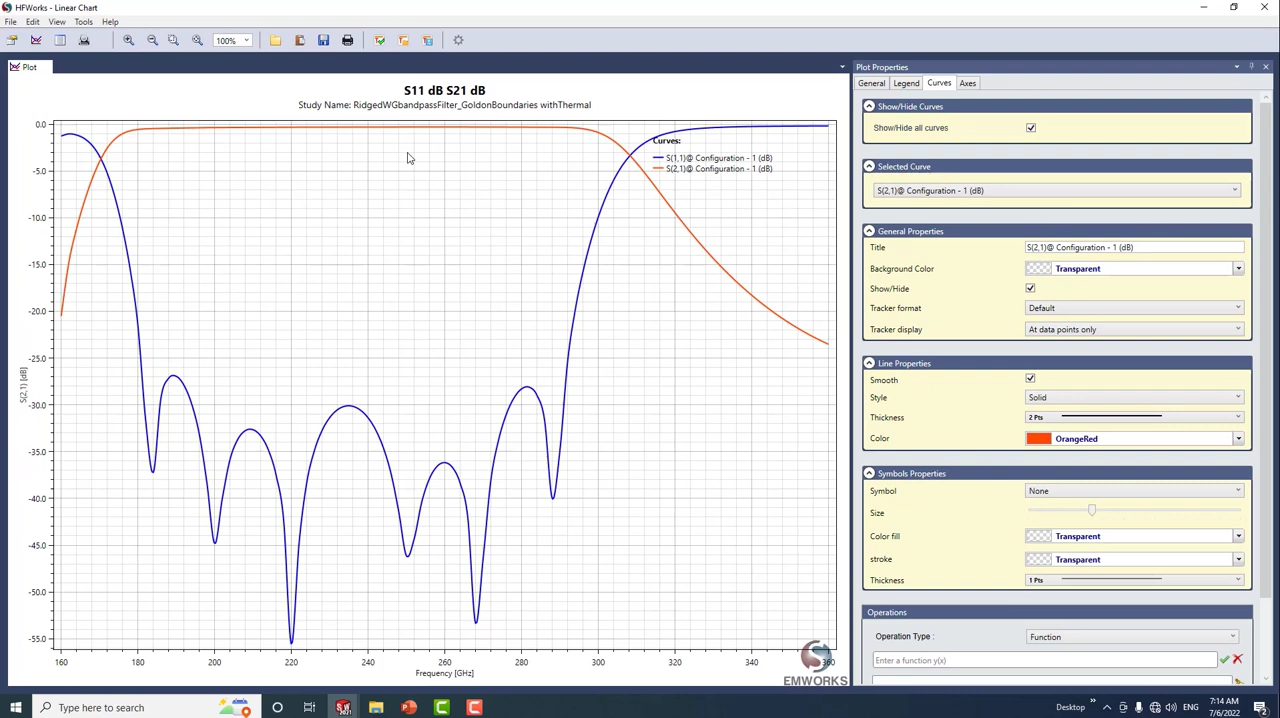 HFWorks - Linear Chart
File Edit View Tools Help
100%
Plot
S11 dB S21 dB
Study Name: RidgedWGbandpassFilter_GoldonBoundaries withThermal
0.0
-5.0
-10.0
-15.0
-20.0
-25.0
-30.0
-35.0
-40.0
-45.0
-50.0
-55.0
S(2,1) [dB]
Curves:
S(1,1)@ Configuration - 1 (dB)
S(2,1)@ Configuration - 1 (dB)
160 180 200 220 240 260 280 300 320 340 360
Frequency [GHz]
EMWORKS
Plot Properties
General Legend Curves Axes
Show/Hide Curves
Show/Hide all curves
Selected Curve
S(2,1)@ Configuration - 1 (dB)
General Properties
Title S(2,1)@ Configuration - 1 (dB)
Background Color Transparent
Show/Hide
Tracker format Default
Tracker display At data points only
Line Properties
Smooth
Style Solid
Thickness 2 Pts
Color OrangeRed
Symbols Properties
Symbol None
Size
Color fill Transparent
stroke Transparent
Thickness 1 Pts
Operations
Operation Type : Function
Enter a function y(x)
Type here to search
Desktop
ENG
7:14 AM
7/6/2022